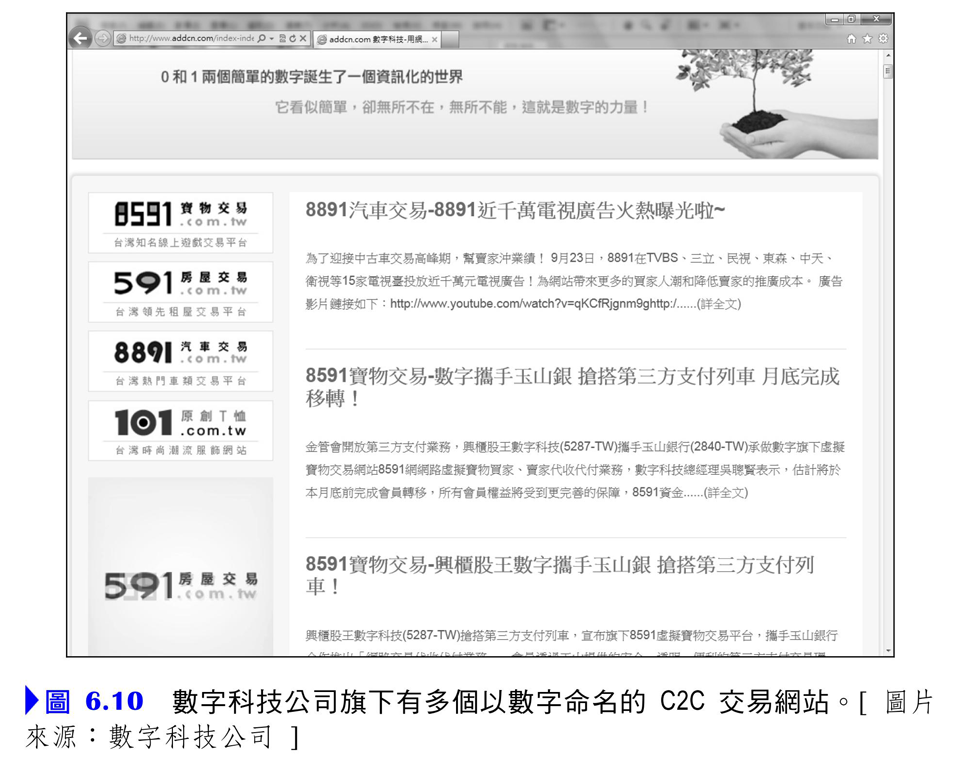 http://www.addcn.com/index-inde
addcn.com 數字科技-用網...
0 和 1 兩個簡單的數字誕生了一個資訊化的世界
它看似簡單，卻無所不在，無所不能，這就是數字的力量！
8591 寶物交易
.com.tw
台灣知名線上遊戲交易平台
591 房屋交易
.com.tw
台灣領先租屋交易平台
8891 汽車交易
.com.tw
台灣熱門車類交易平台
101 原創T恤
.com.tw
台灣時尚潮流服飾網站
591 房屋交易
.com.tw
8891汽車交易-8891近千萬電視廣告火熱曝光啦~
為了迎接中古車交易高峰期，幫賣家沖業績！ 9月23日，8891在TVBS、三立、民視、東森、中天、
衛視等15家電視臺投放近千萬元電視廣告！為網站帶來更多的買家人潮和降低賣家的推廣成本。 廣告
影片鏈接如下：http://www.youtube.com/watch?v=qKCfRjgnm9ghttp:/......(詳全文)
8591寶物交易-數字攜手玉山銀 搶搭第三方支付列車 月底完成
移轉！
金管會開放第三方支付業務，興櫃股王數字科技(5287-TW)攜手玉山銀行(2840-TW)承做數字旗下虛擬
寶物交易網站8591網網路虛擬寶物買家、賣家代收代付業務，數字科技總經理吳聰賢表示，估計將於
本月底前完成會員轉移，所有會員權益將受到更完善的保障，8591資金......(詳全文)
8591寶物交易-興櫃股王數字攜手玉山銀 搶搭第三方支付列
車！
興櫃股王數字科技(5287-TW)搶搭第三方支付列車，宣布旗下8591虛擬寶物交易平台，攜手玉山銀行
圖 6.10 數字科技公司旗下有多個以數字命名的 C2C 交易網站。[ 圖片
來源：數字科技公司 ]